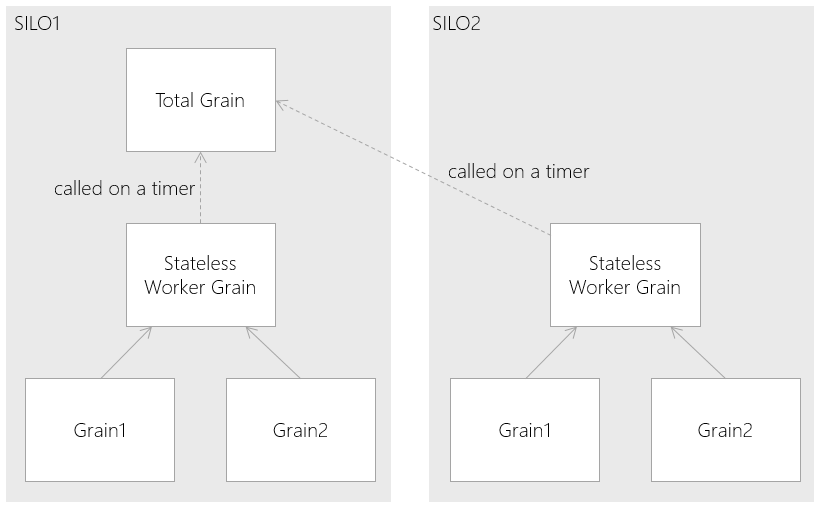 SILO1
SILO2
Total Grain
called on a timer
called on a timer
Stateless
Worker Grain
Stateless
Worker Grain
Grain1
Grain2
Grain1
Grain2